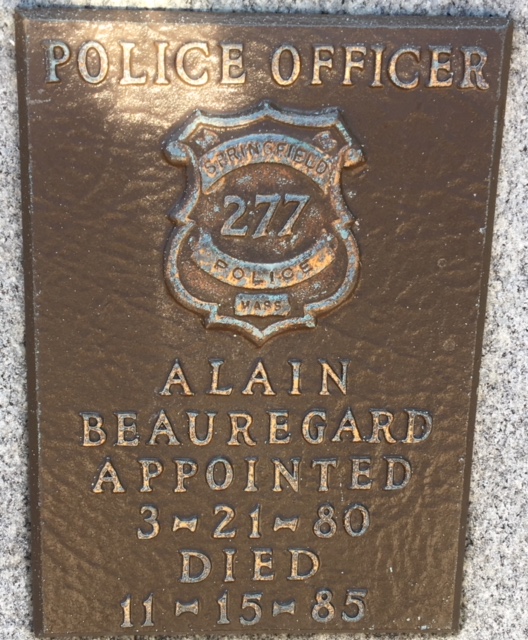 POLICE OFFICER
SPRINGFIELD
277
POLICE
MASS
ALAIN
BEAUREGARD
APPOINTED
3-21-80
DIED
11-15-85